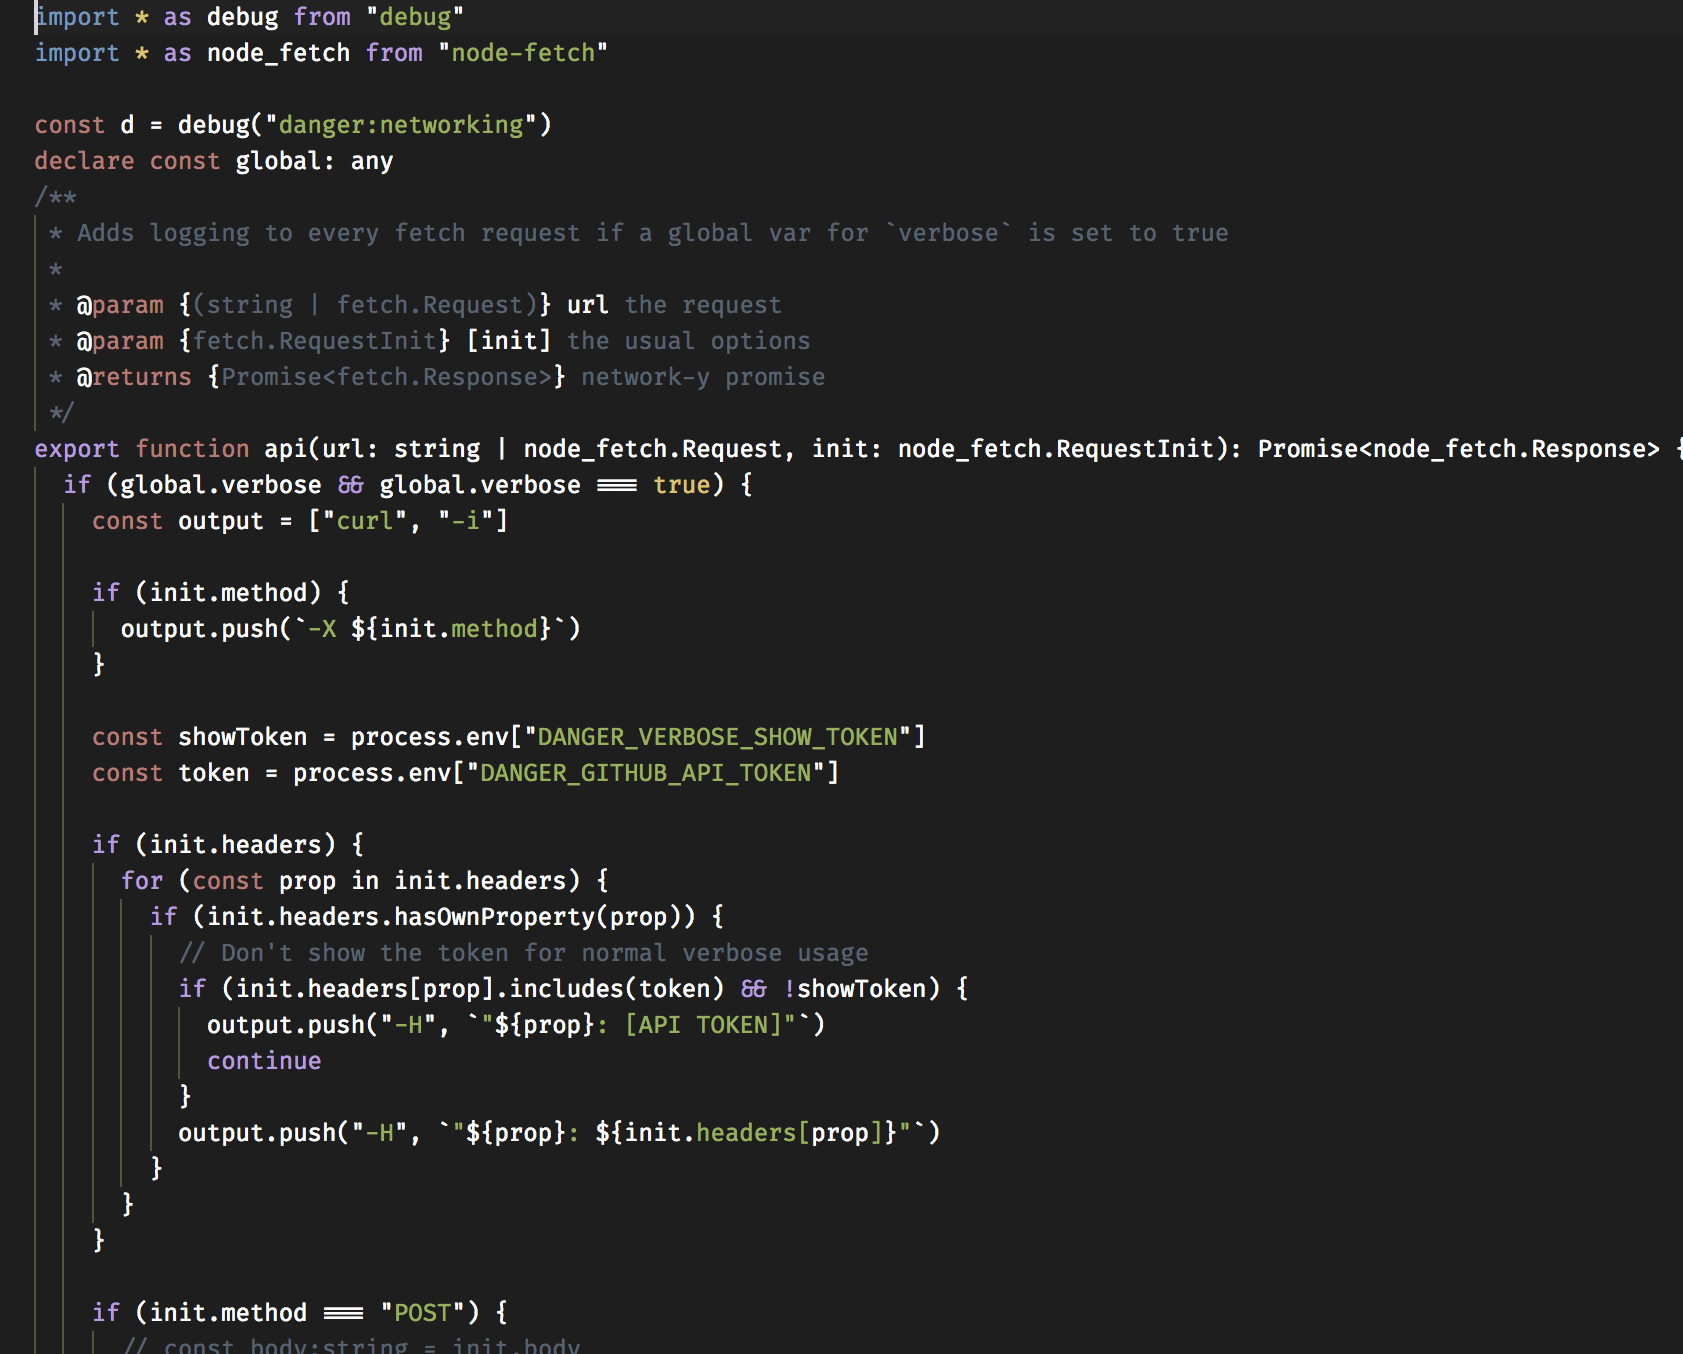 import * as debug from "debug"
import * as node_fetch from "node-fetch"
const d = debug("danger:networking")
declare const global: any
/**
* Adds logging to every fetch request if a global var for `verbose` is set to true
*
* @param {(string | fetch.Request)} url the request
* @param {fetch.RequestInit} [init] the usual options
* @returns {Promise<fetch.Response>} network-y promise
*/
export function api(url: string | node_fetch.Request, init: node_fetch.RequestInit): Promise<node_fetch.Response> {
if (global.verbose && global.verbose === true) {
const output = ["curl", "-i"]
if (init.method) {
output.push(`-X ${init.method}`)
}
const showToken = process.env["DANGER_VERBOSE_SHOW_TOKEN"]
const token = process.env["DANGER_GITHUB_API_TOKEN"]
if (init.headers) {
for (const prop in init.headers) {
if (init.headers.hasOwnProperty(prop)) {
// Don't show the token for normal verbose usage
if (init.headers[prop].includes(token) && !showToken) {
output.push("-H", `"${prop}: [API TOKEN]"`)
continue
}
output.push("-H", `"${prop}: ${init.headers[prop]}"`)
}
}
}
if (init.method === "POST") {
// const body:string = init.body